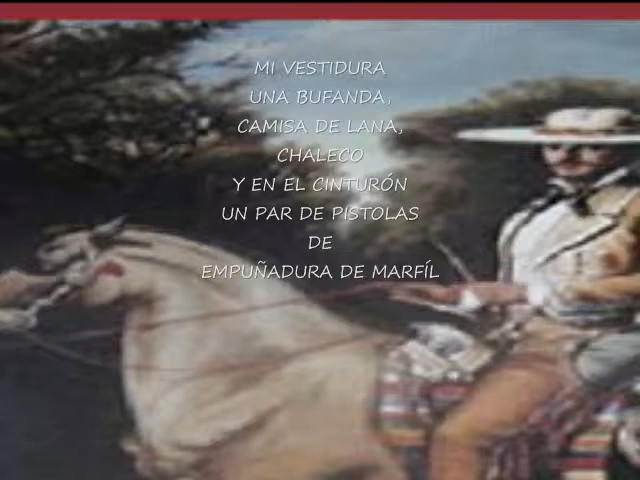 MI VESTIDURA
UNA BUFANDA,
CAMISA DE LANA,
CHALECO
Y EN EL CINTURÓN
UN PAR DE PISTOLAS
DE
EMPUÑADURA DE MARFÍL